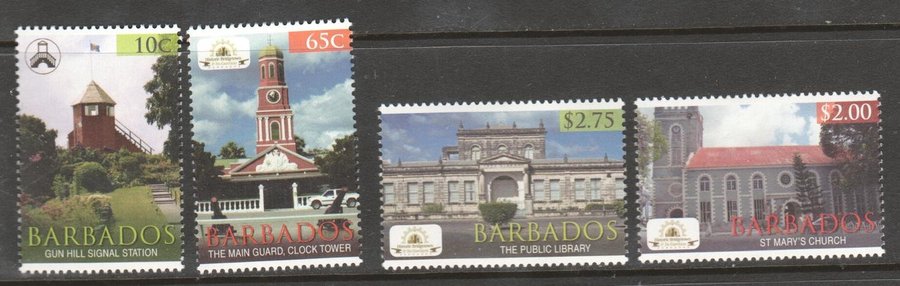 10C
BARBADOS
GUN HILL SIGNAL STATION
65C
BARBADOS
THE MAIN GUARD, CLOCK TOWER
$2.75
BARBADOS
THE PUBLIC LIBRARY
$2.00
BARBADOS
ST MARY'S CHURCH